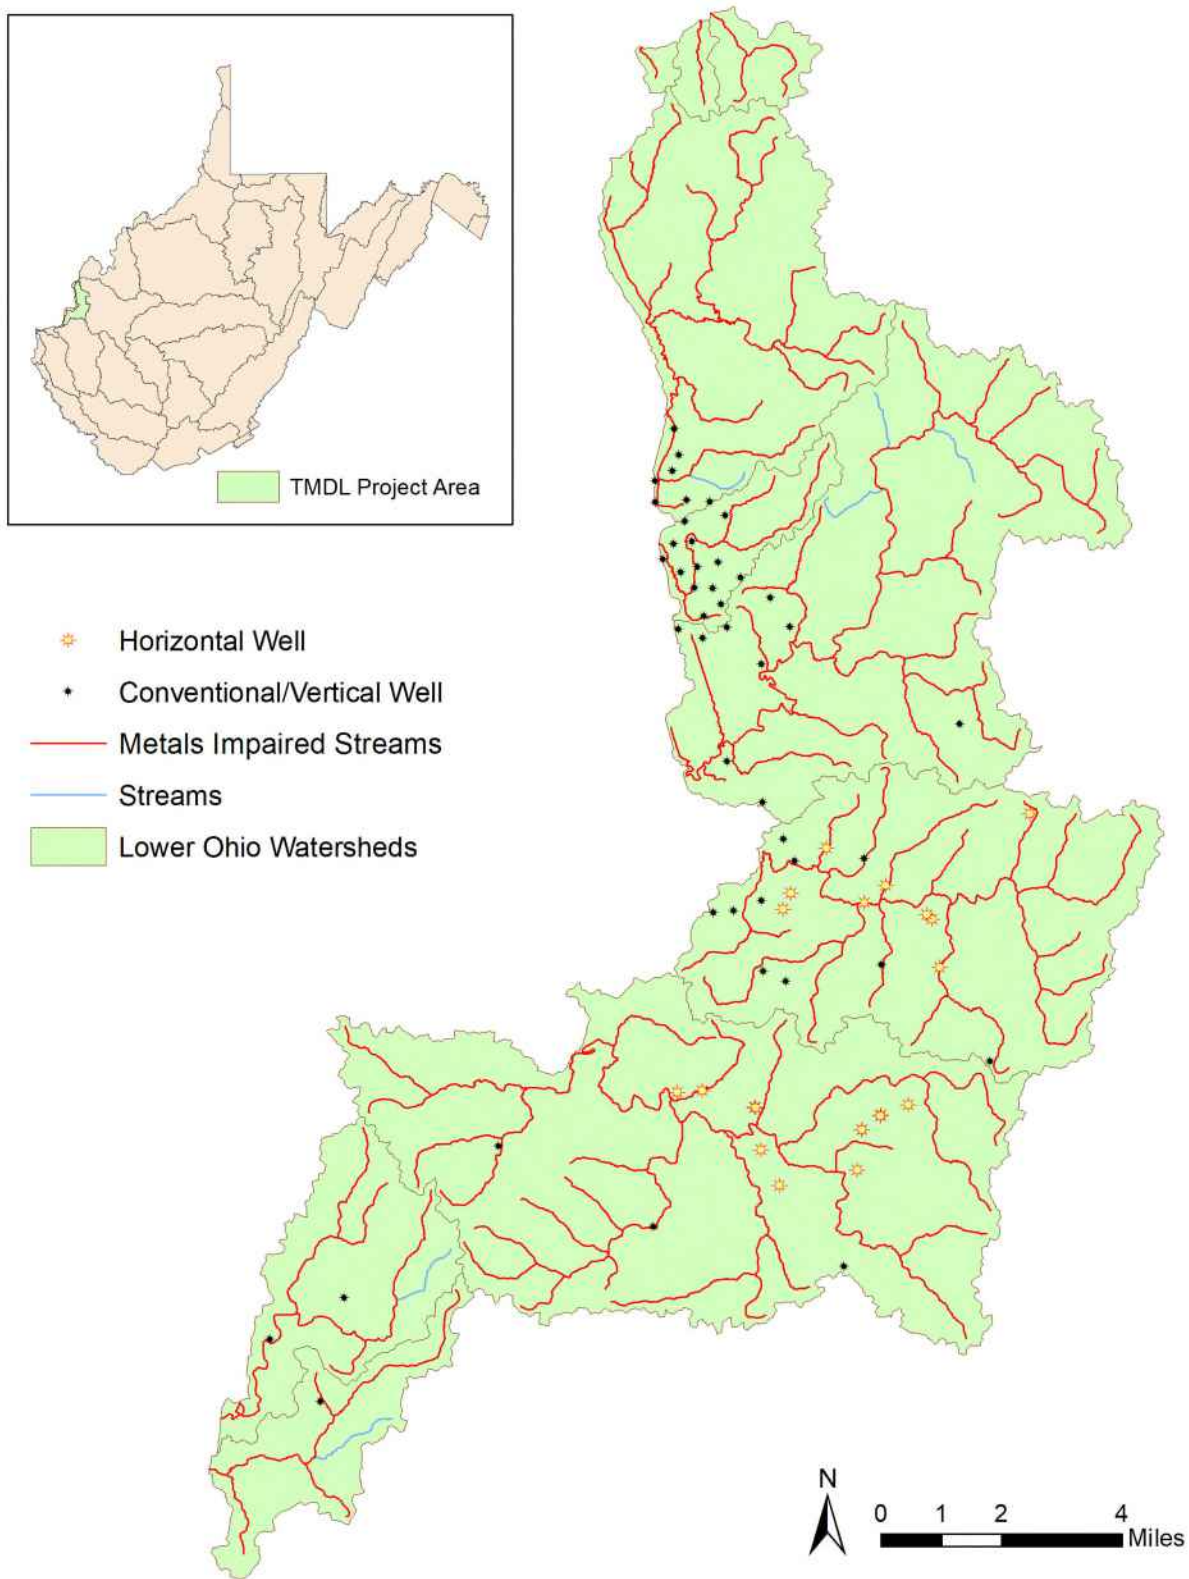 TMDL Project Area
Horizontal Well
Conventional/Vertical Well
Metals Impaired Streams
Streams
Lower Ohio Watersheds
N
0 1 2 4
Miles